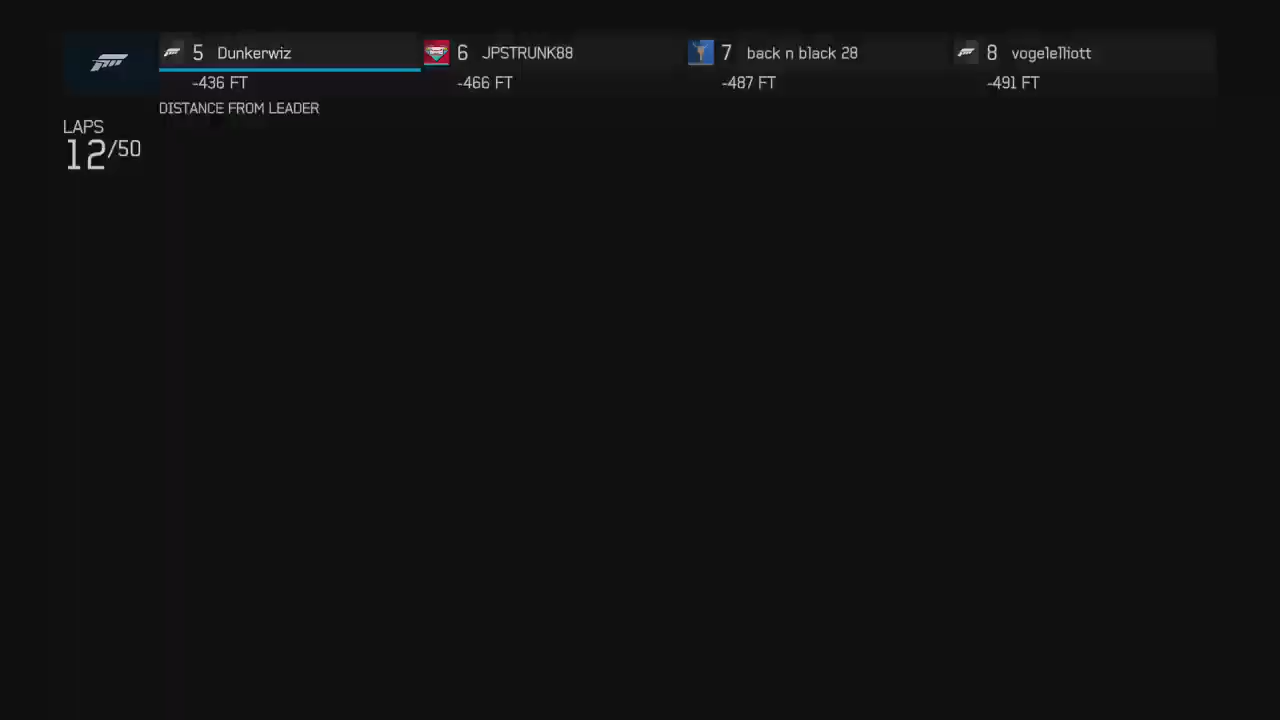 5 Dunkerwiz 6 JPSTRUNK88 7 back n black 28 8 vogelelliott
-436 FT -466 FT -487 FT -491 FT
DISTANCE FROM LEADER
LAPS
12/50